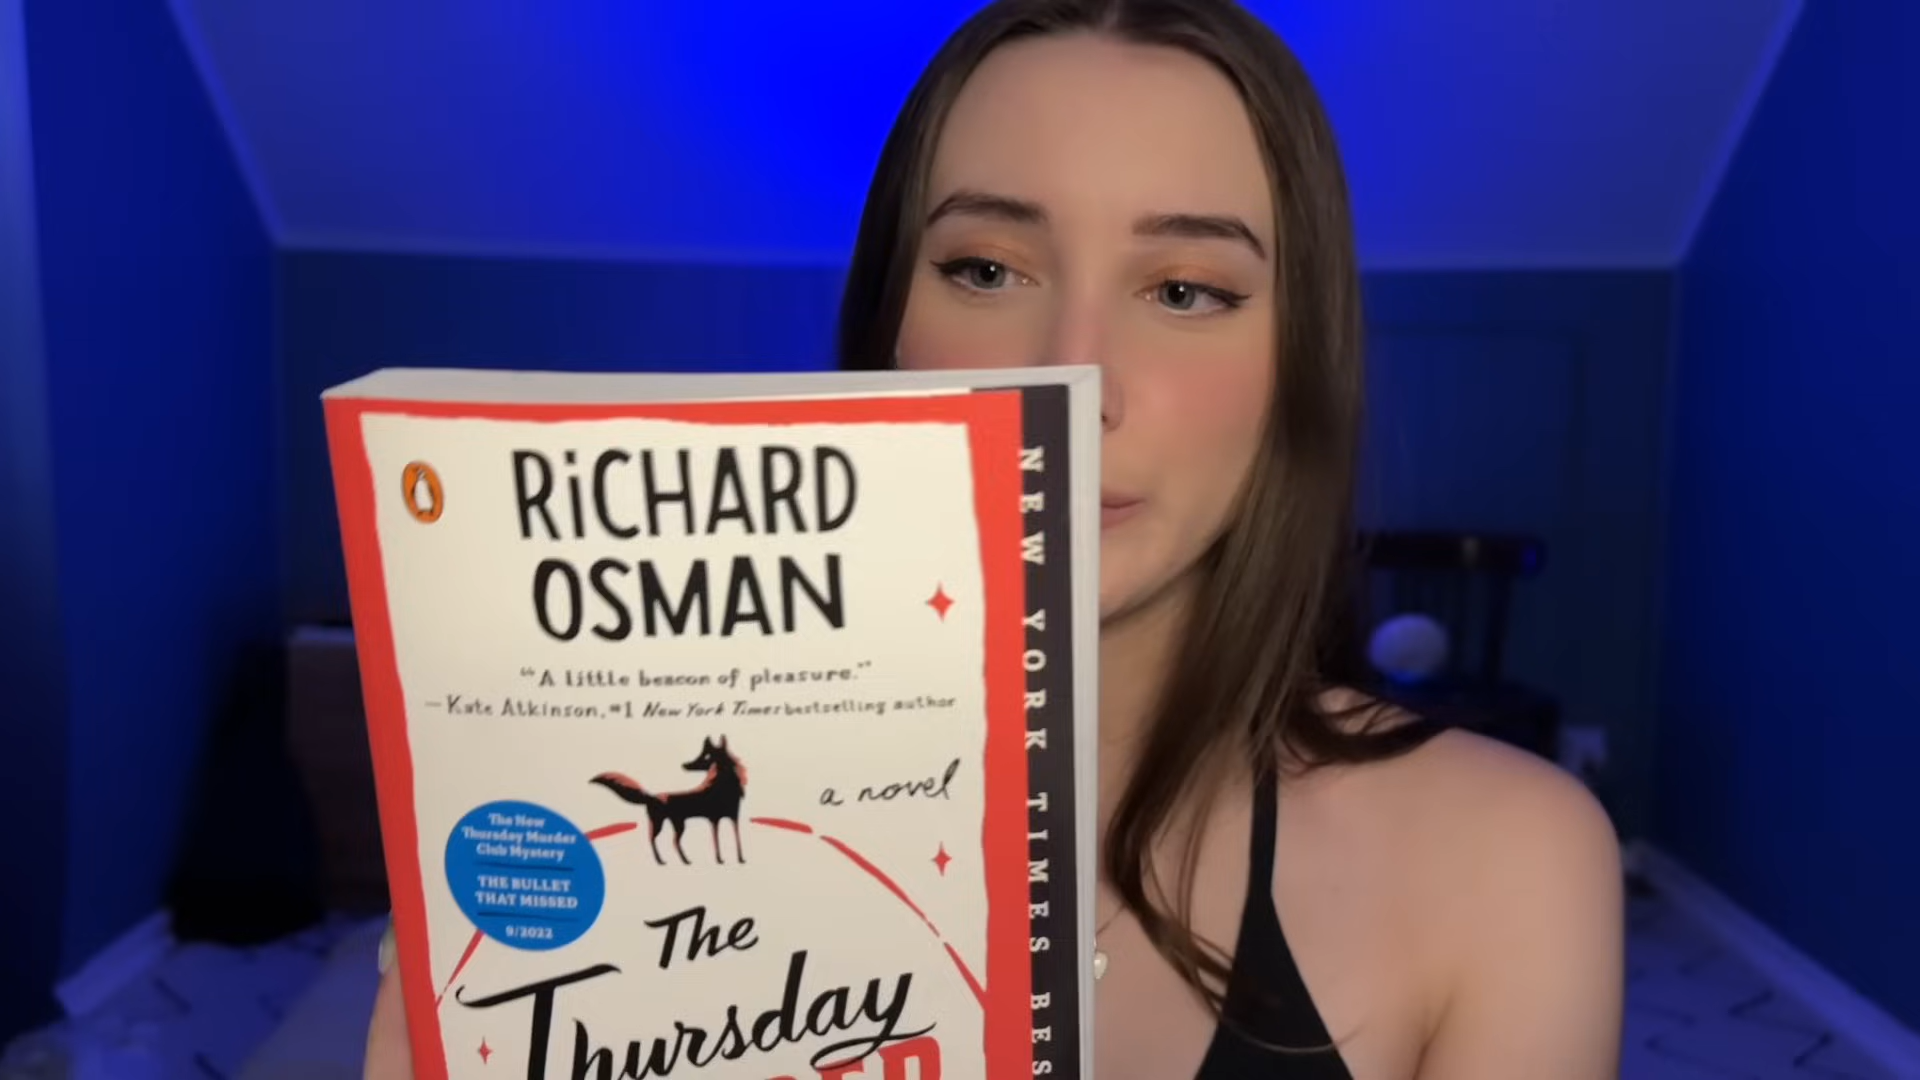 RiCHARD
OSMAN
"A little beacon of pleasure."
—Kate Atkinson, #1 New York Times bestselling author
a novel
The New
Thursday Murder
Club Mystery
THE BULLET
THAT MISSED
9/2022
The
Thursday
NEW YORK TIMES BES